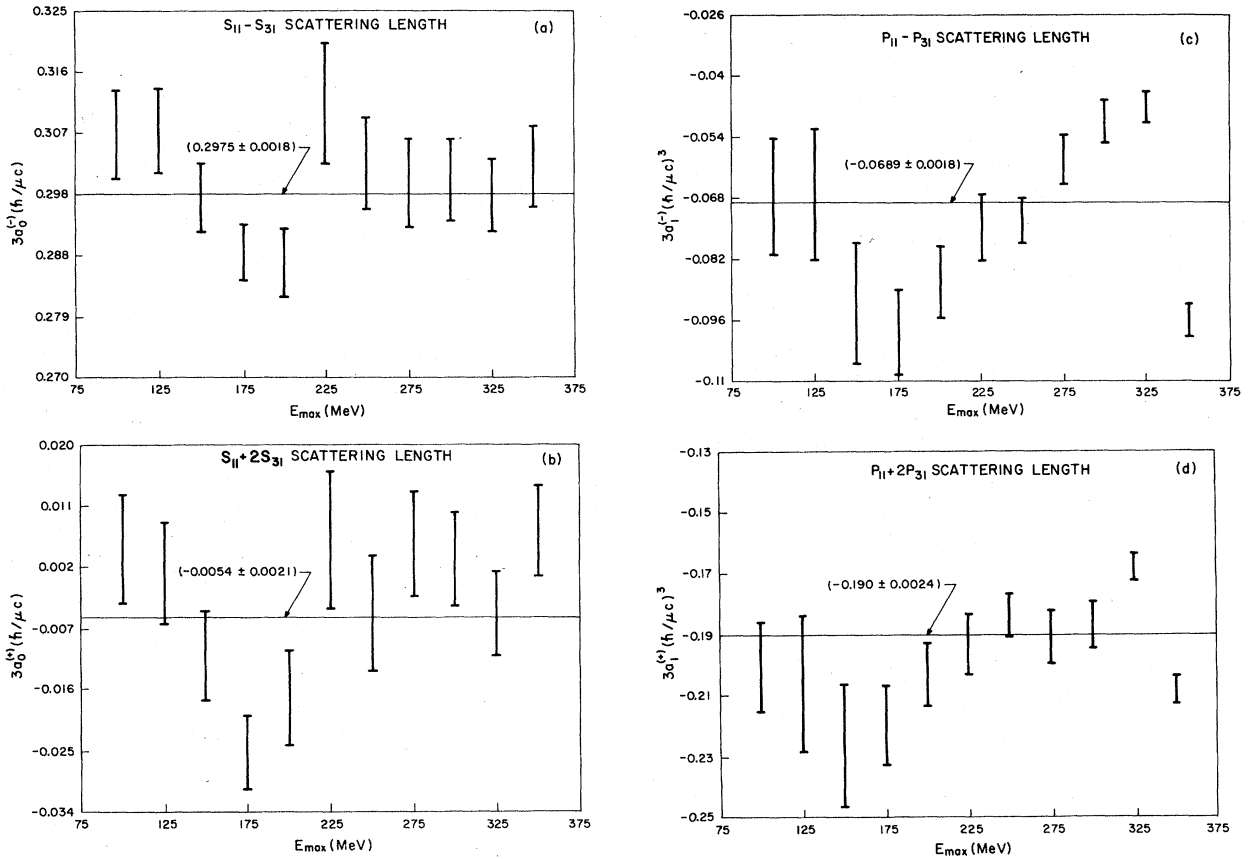 S₁₁ – S₃₁ SCATTERING LENGTH
(a)
0.325
0.316
0.307
0.298
0.288
0.279
0.270
3a₀⁽⁻⁾(ħ/μc)
(0.2975 ± 0.0018)
75 125 175 225 275 325 375
Eₘₐₓ (MeV)
S₁₁+2S₃₁ SCATTERING LENGTH
(b)
0.020
0.011
0.002
-0.007
-0.016
-0.025
-0.034
3a₀⁽⁺⁾(ħ/μc)
(-0.0054 ± 0.0021)
75 125 175 225 275 325 375
Eₘₐₓ (MeV)
P₁₁ – P₃₁ SCATTERING LENGTH
(c)
-0.026
-0.04
-0.054
-0.068
-0.082
-0.096
-0.11
3a₁⁽⁻⁾(ħ/μc)³
(-0.0689 ± 0.0018)
75 125 175 225 275 325 375
Eₘₐₓ (MeV)
P₁₁+2P₃₁ SCATTERING LENGTH
(d)
-0.13
-0.15
-0.17
-0.19
-0.21
-0.23
-0.25
3a₁⁽⁺⁾(ħ/μc)³
(-0.190 ± 0.0024)
75 125 175 225 275 325 375
Eₘₐₓ (MeV)